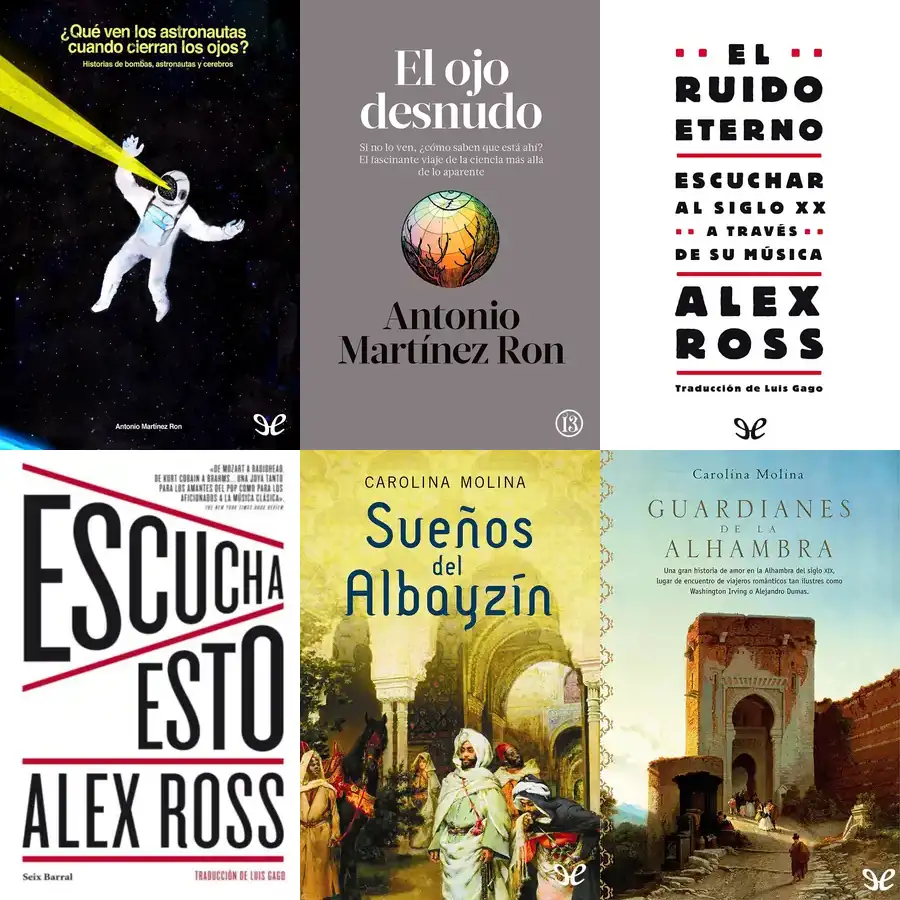 ¿Qué ven los astronautas
cuando cierran los ojos?
Historias de bombas, astronautas y cerebros
Antonio Martínez Ron
El ojo
desnudo
Si no lo ven, ¿cómo saben que está ahí?
El fascinante viaje de la ciencia más allá
de lo aparente
Antonio
Martínez Ron
13
EL
RUIDO
ETERNO
ESCUCHAR
AL SIGLO XX
A TRAVÉS
DE SU MÚSICA
ALEX
ROSS
Traducción de Luis Gago
«DE MOZART A RADIOHEAD,
DE KURT COBAIN A BRAHMS... UNA JOYA TANTO
PARA LOS AMANTES DEL POP COMO PARA LOS
AFICIONADOS A LA MÚSICA CLÁSICA».
THE NEW YORK TIMES BOOK REVIEW
ESCUCHA
ESTO
ALEX ROSS
Seix Barral
TRADUCCIÓN DE LUIS GAGO
CAROLINA MOLINA
Sueños
del
Albayzín
Carolina Molina
GUARDIANES
DE LA
ALHAMBRA
Una gran historia de amor en la Alhambra del siglo XIX,
lugar de encuentro de viajeros románticos tan ilustres como
Washington Irving o Alejandro Dumas.